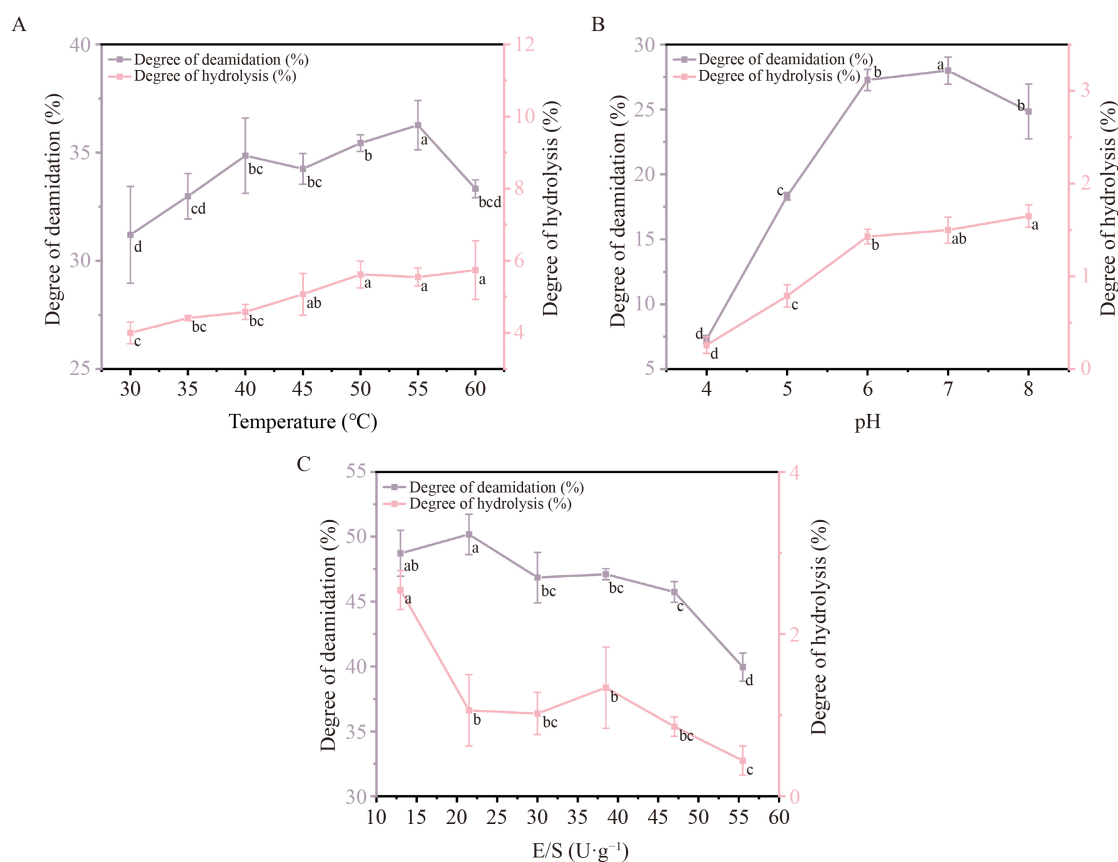 A
Degree of deamidation (%)
Degree of hydrolysis (%)
40
35
30
25
12
10
8
6
4
d
cd
bc
bc
b
a
bcd
c
bc
bc
ab
a
a
a
30 35 40 45 50 55 60
Temperature (℃)
Degree of deamidation (%)
Degree of hydrolysis (%)
B
Degree of deamidation (%)
Degree of hydrolysis (%)
30
25
20
15
10
5
3
2
1
0
d
c
b
a
b
d
c
b
ab
a
4 5 6 7 8
pH
Degree of deamidation (%)
Degree of hydrolysis (%)
C
Degree of deamidation (%)
Degree of hydrolysis (%)
55
50
45
40
35
30
4
2
0
ab
a
bc
bc
c
d
a
b
bc
b
bc
c
10 15 20 25 30 35 40 45 50 55 60
E/S (U·g⁻¹)
Degree of deamidation (%)
Degree of hydrolysis (%)